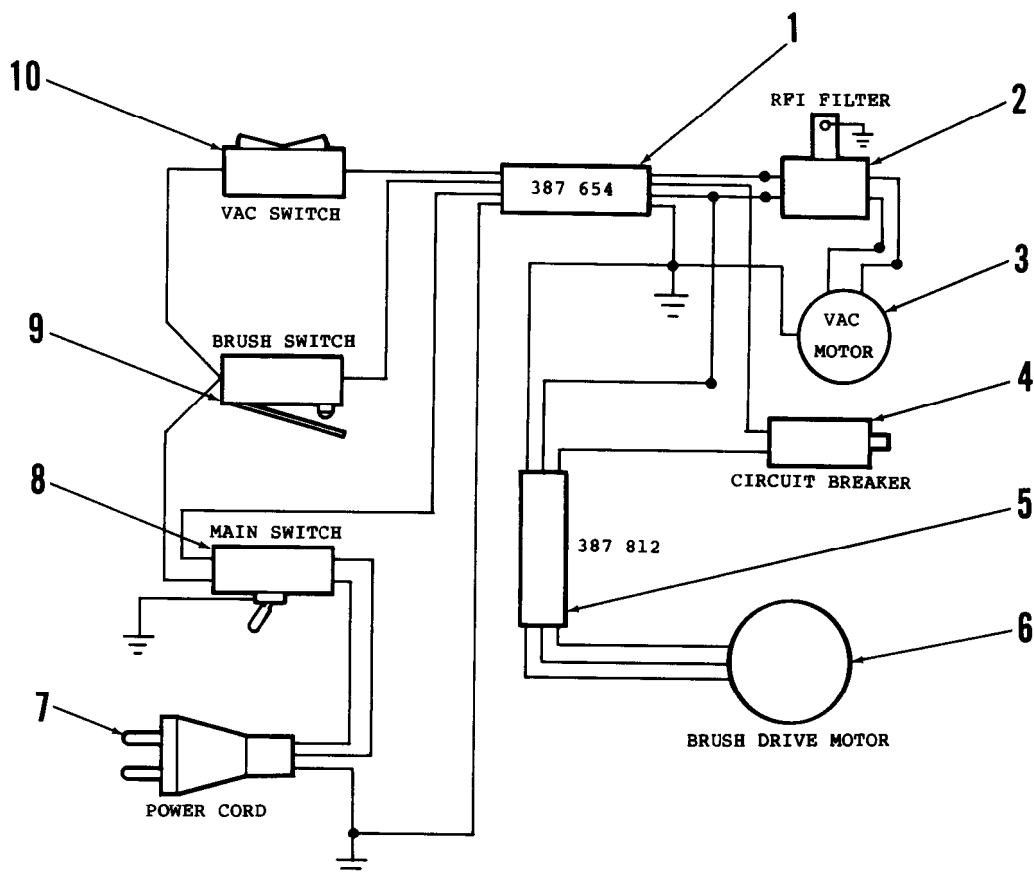 1
10
2
RFI FILTER
387 654
VAC SWITCH
3
VAC
MOTOR
9
BRUSH SWITCH
4
CIRCUIT BREAKER
8
MAIN SWITCH
5
387 812
6
7
BRUSH DRIVE MOTOR
POWER CORD